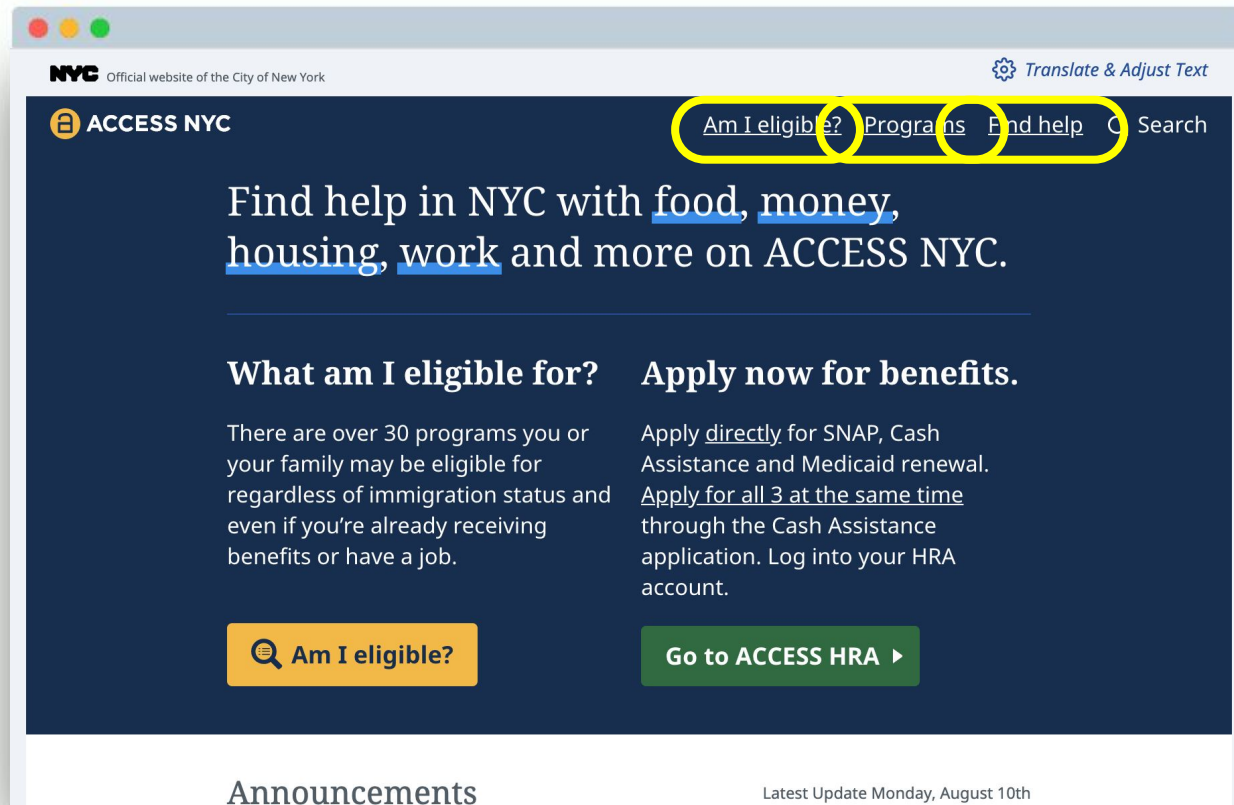 NYC Official website of the City of New York
Translate & Adjust Text
ACCESS NYC
Am I eligible? Programs Find help Search
Find help in NYC with food, money,
housing, work and more on ACCESS NYC.
What am I eligible for?
There are over 30 programs you or
your family may be eligible for
regardless of immigration status and
even if you’re already receiving
benefits or have a job.
Am I eligible?
Apply now for benefits.
Apply directly for SNAP, Cash
Assistance and Medicaid renewal.
Apply for all 3 at the same time
through the Cash Assistance
application. Log into your HRA
account.
Go to ACCESS HRA
Announcements
Latest Update Monday, August 10th